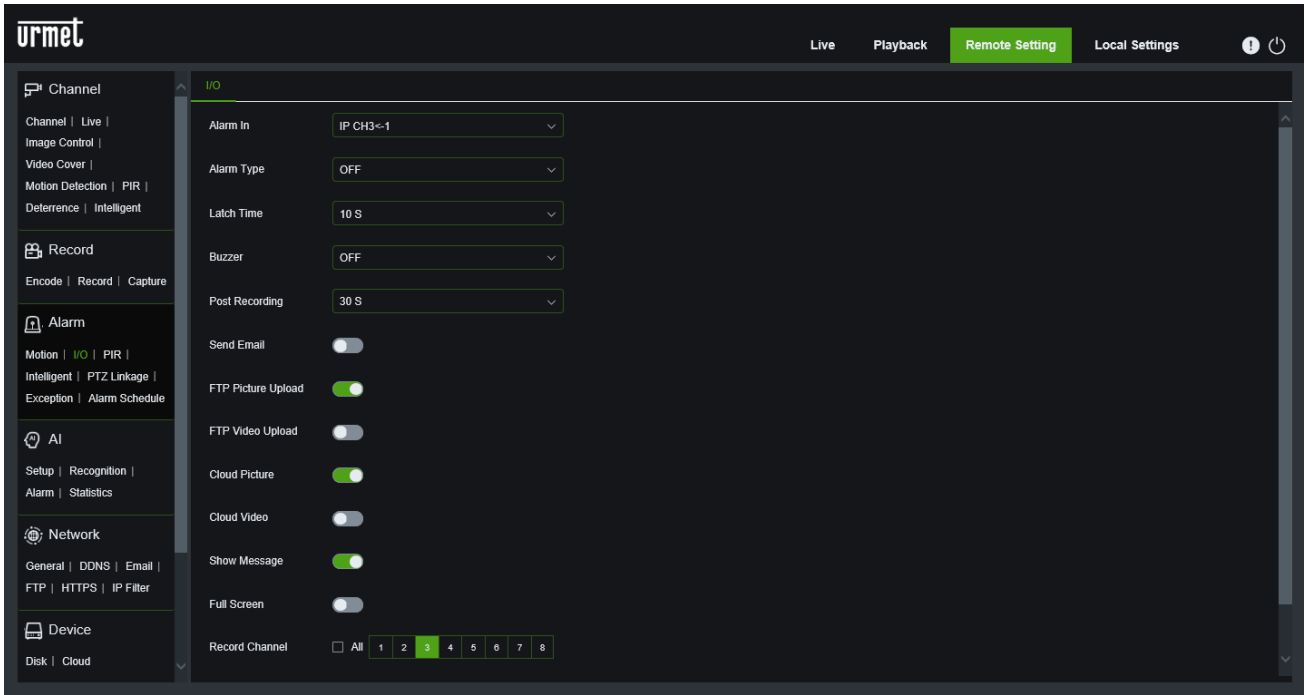 urmet
Live Playback Remote Setting Local Settings
Channel
Channel | Live |
Image Control |
Video Cover |
Motion Detection | PIR |
Deterrence | Intelligent
Record
Encode | Record | Capture
Alarm
Motion | I/O | PIR |
Intelligent | PTZ Linkage |
Exception | Alarm Schedule
AI
AI
Setup | Recognition |
Alarm | Statistics
Network
General | DDNS | Email |
FTP | HTTPS | IP Filter
Device
Disk | Cloud
I/O
Alarm In IP CH3<-1
Alarm Type OFF
Latch Time 10 S
Buzzer OFF
Post Recording 30 S
Send Email
FTP Picture Upload
FTP Video Upload
Cloud Picture
Cloud Video
Show Message
Full Screen
Record Channel All 1 2 3 4 5 6 7 8